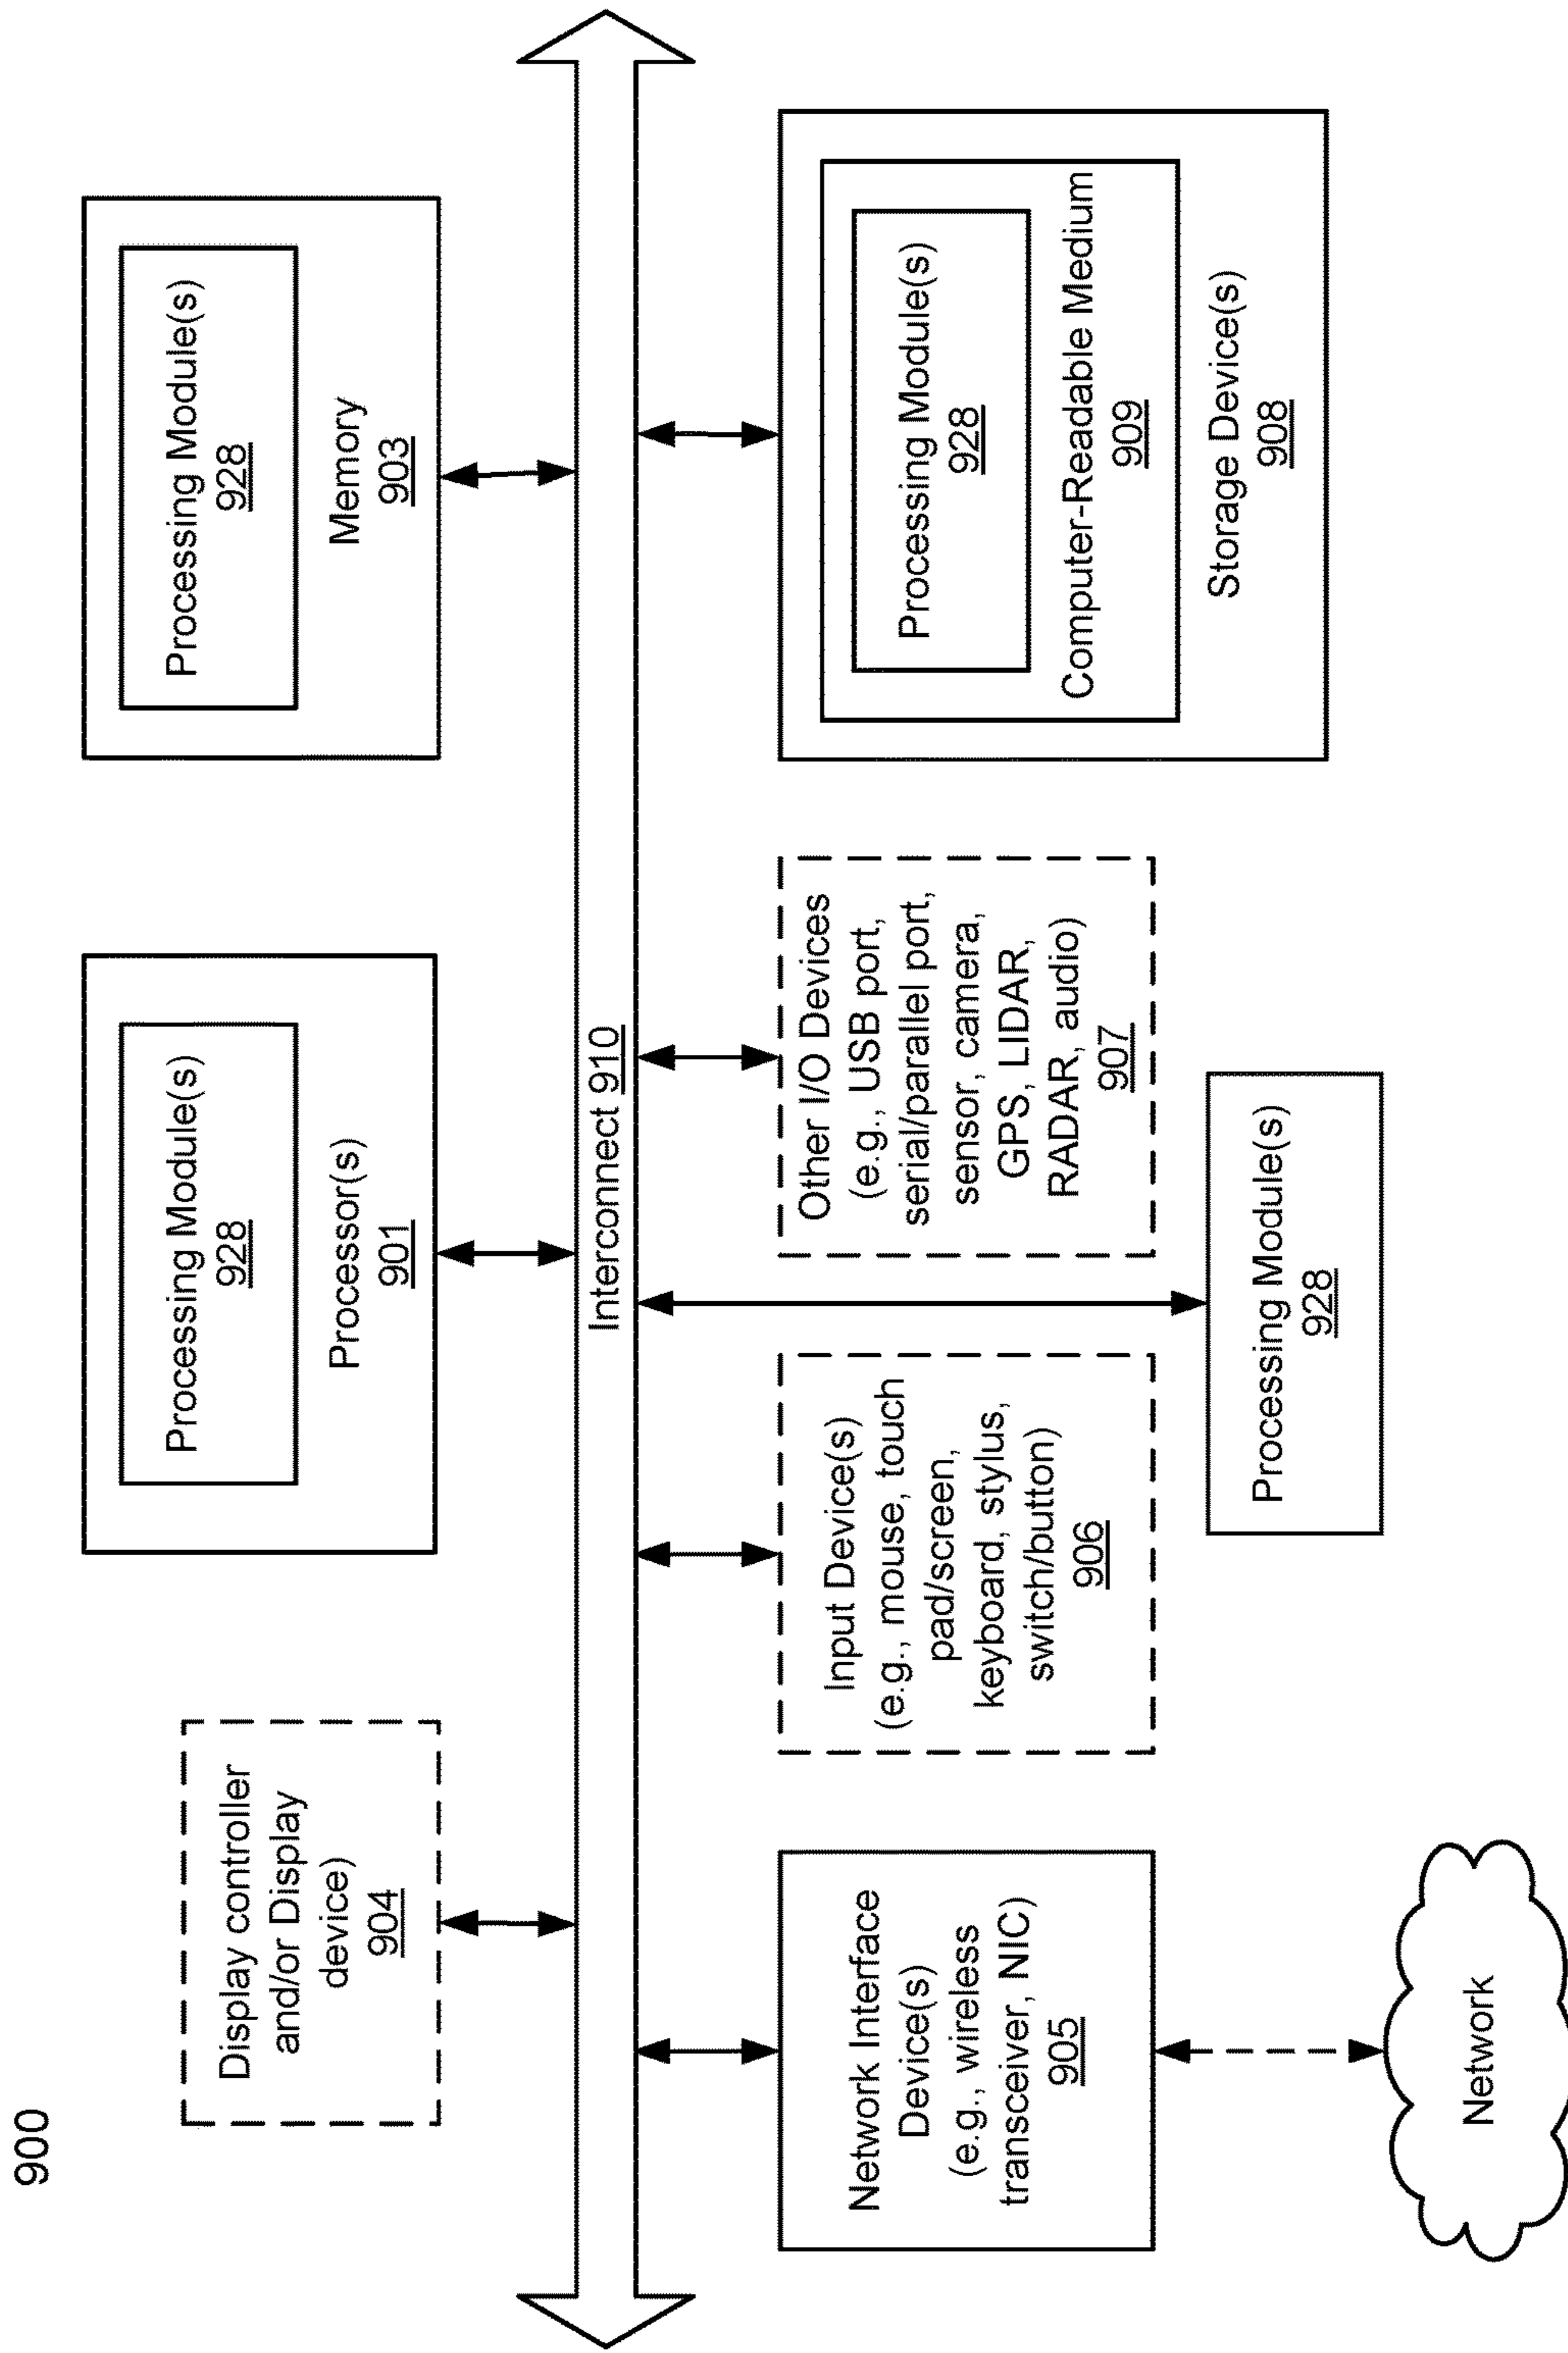 900
Display controller
and/or Display
device)
904
Processing Module(s)
928
Processor(s)
901
Processing Module(s)
928
Memory
903
Interconnect 910
Network Interface
Device(s)
(e.g., wireless
transceiver, NIC)
905
Input Device(s)
(e.g., mouse, touch
pad/screen,
keyboard, stylus,
switch/button)
906
Other I/O Devices
(e.g., USB port,
serial/parallel port,
sensor, camera,
GPS, LIDAR,
RADAR, audio)
907
Processing Module(s)
928
Computer-Readable Medium
909
Storage Device(s)
908
Processing Module(s)
928
Network